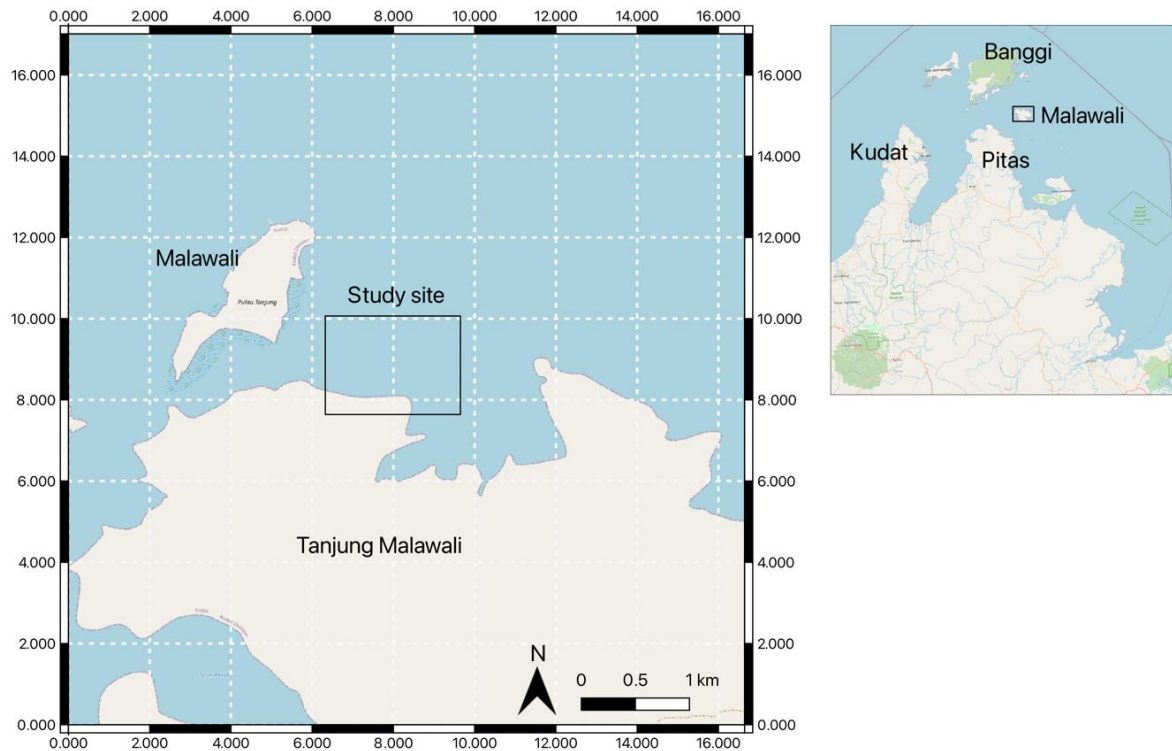 0.000 2.000 4.000 6.000 8.000 10.000 12.000 14.000 16.000
16.000 16.000
14.000 14.000
12.000 12.000
10.000 10.000
8.000 8.000
6.000 6.000
4.000 4.000
2.000 2.000
0.000 0.000
0.000 2.000 4.000 6.000 8.000 10.000 12.000 14.000 16.000
Malawali
Pulau Tanjung
Study site
Tanjung Malawali
Kudat
N
0 0.5 1 km
Banggi
Malawali
Kudat
Pitas